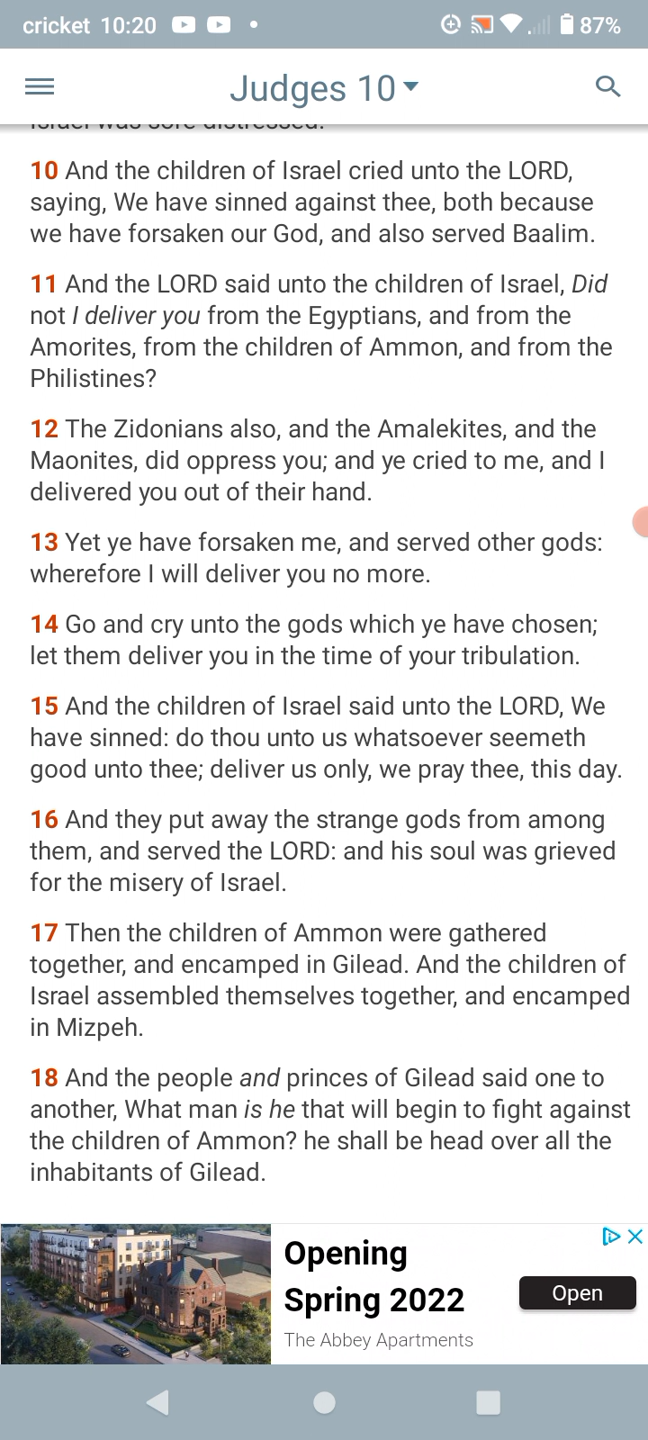 cricket 10:20
87%
Judges 10
Israel was sore distressed.
10 And the children of Israel cried unto the LORD,
saying, We have sinned against thee, both because
we have forsaken our God, and also served Baalim.
11 And the LORD said unto the children of Israel, Did
not I deliver you from the Egyptians, and from the
Amorites, from the children of Ammon, and from the
Philistines?
12 The Zidonians also, and the Amalekites, and the
Maonites, did oppress you; and ye cried to me, and I
delivered you out of their hand.
13 Yet ye have forsaken me, and served other gods:
wherefore I will deliver you no more.
14 Go and cry unto the gods which ye have chosen;
let them deliver you in the time of your tribulation.
15 And the children of Israel said unto the LORD, We
have sinned: do thou unto us whatsoever seemeth
good unto thee; deliver us only, we pray thee, this day.
16 And they put away the strange gods from among
them, and served the LORD: and his soul was grieved
for the misery of Israel.
17 Then the children of Ammon were gathered
together, and encamped in Gilead. And the children of
Israel assembled themselves together, and encamped
in Mizpeh.
18 And the people and princes of Gilead said one to
another, What man is he that will begin to fight against
the children of Ammon? he shall be head over all the
inhabitants of Gilead.
Opening
Spring 2022
The Abbey Apartments
Open